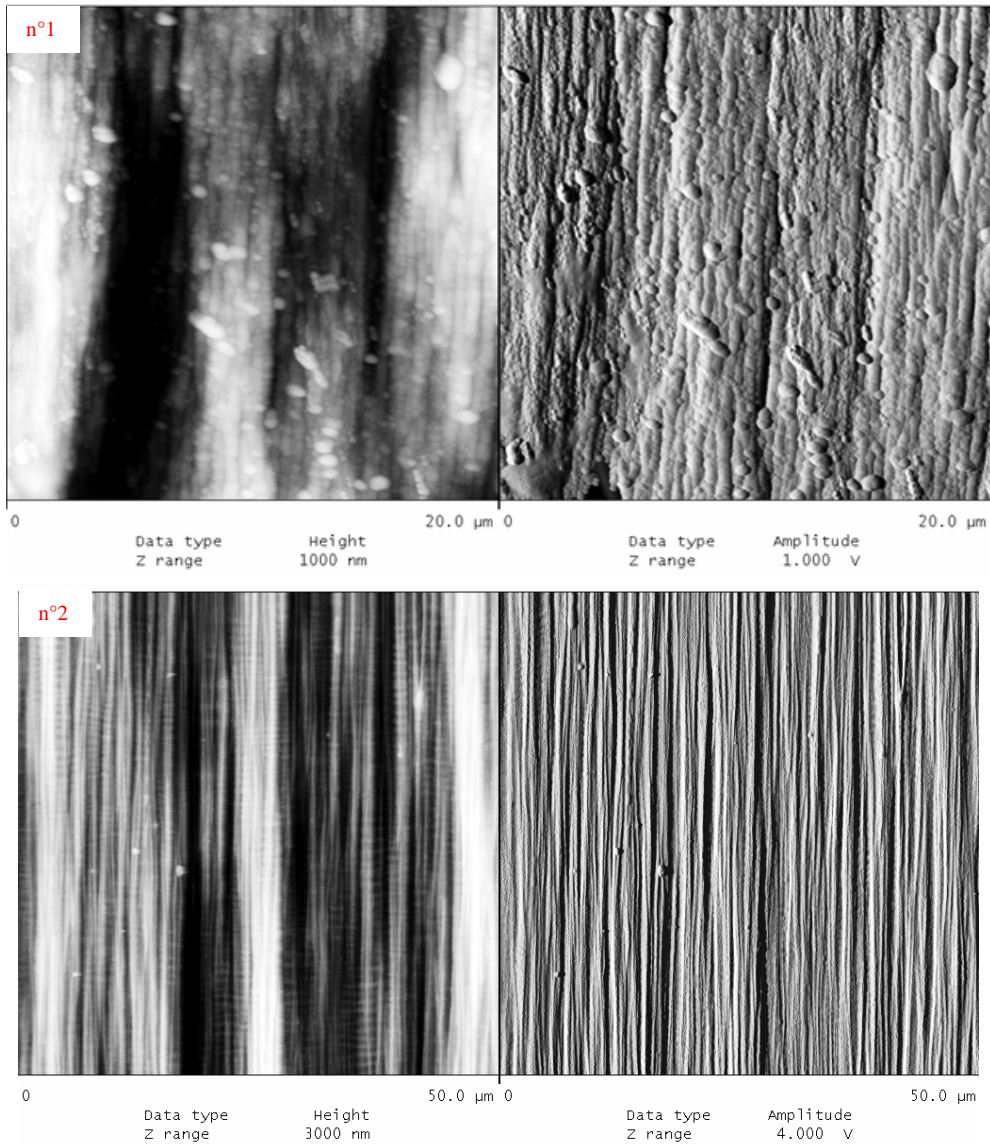 n°1
0 20.0 µm 0 20.0 µm
Data type Height Data type Amplitude
Z range 1000 nm Z range 1.000 V
n°2
0 50.0 µm 0 50.0 µm
Data type Height Data type Amplitude
Z range 3000 nm Z range 4.000 V